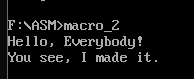 F:\ASM>macro_2
Hello, Everybody!
You see, I made it.